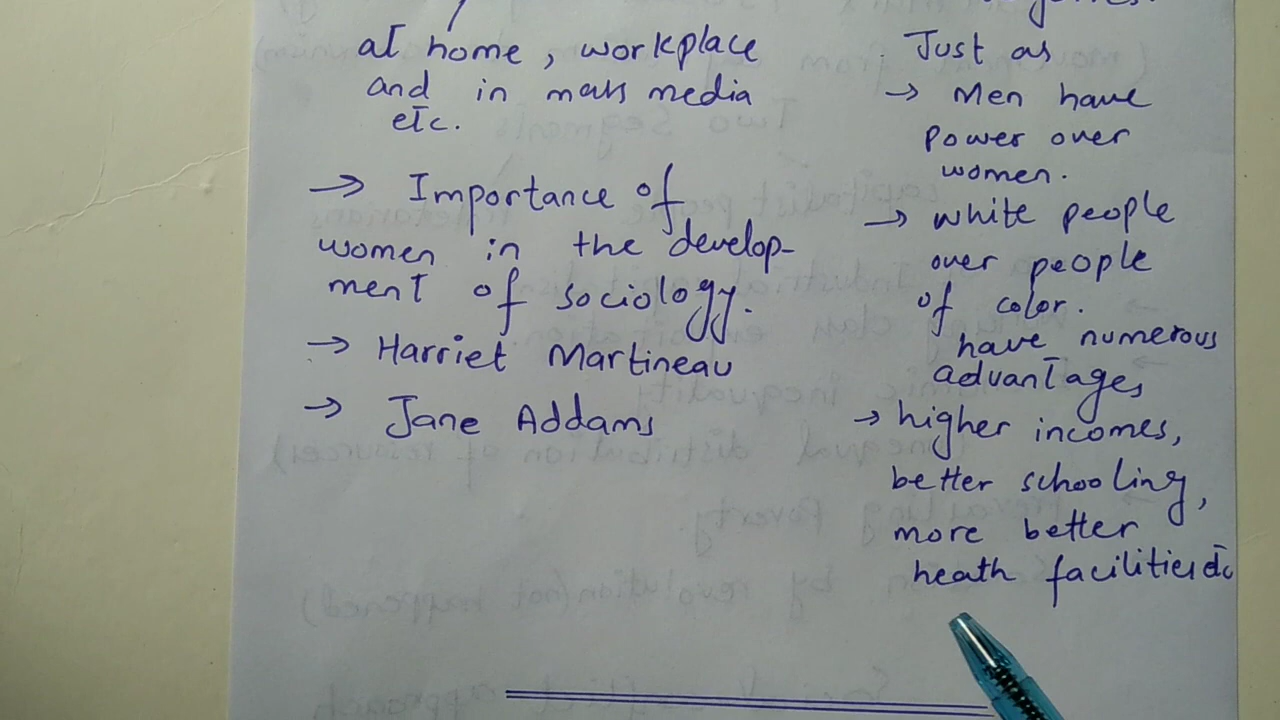 at home, workplace
and in mass media
etc.
→ Importance of
women in the develop-
ment of sociology.
→ Harriet Martineau
→ Jane Addams
Just as
→ Men have
power over
women.
→ white people
over people
of color.
have numerous
advantages
→ higher incomes,
better schooling,
more better
heath facilities etc